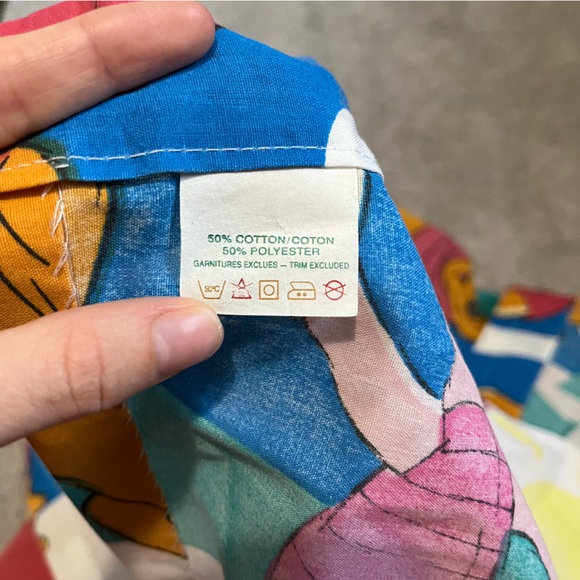 50% COTTON/COTON
50% POLYESTER
GARNITURES EXCLUES — TRIM EXCLUDED
50°C